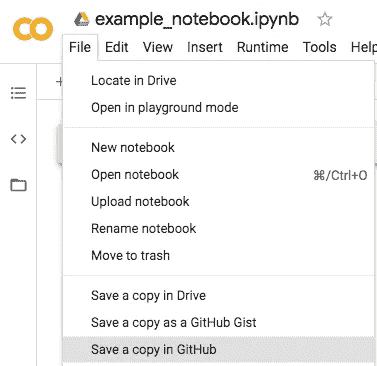 example_notebook.ipynb
File Edit View Insert Runtime Tools Help
Locate in Drive
Open in playground mode
New notebook
Open notebook ⌘/Ctrl+O
Upload notebook
Rename notebook
Move to trash
Save a copy in Drive
Save a copy as a GitHub Gist
Save a copy in GitHub